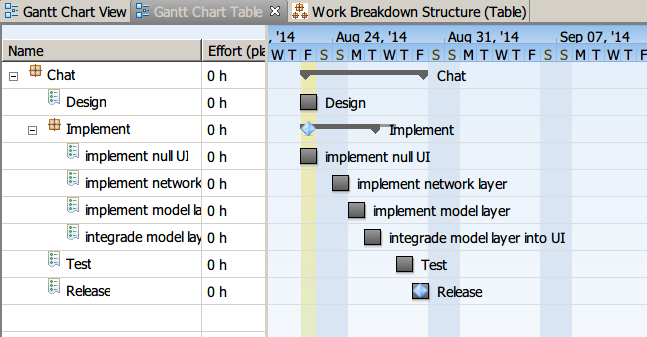 Gantt Chart View Gantt Chart Table Work Breakdown Structure (Table)
, '14 Aug 24, '14 Aug 31, '14 Sep 07, '14
Name Effort (pla W T F S S M T W T F S S M T W T F S S M T W T F
Chat 0 h Chat
Design 0 h Design
Implement 0 h Implement
implement null UI 0 h implement null UI
implement network 0 h implement network layer
implement model layer 0 h implement model layer
integrade model lay 0 h integrade model layer into UI
Test 0 h Test
Release 0 h Release